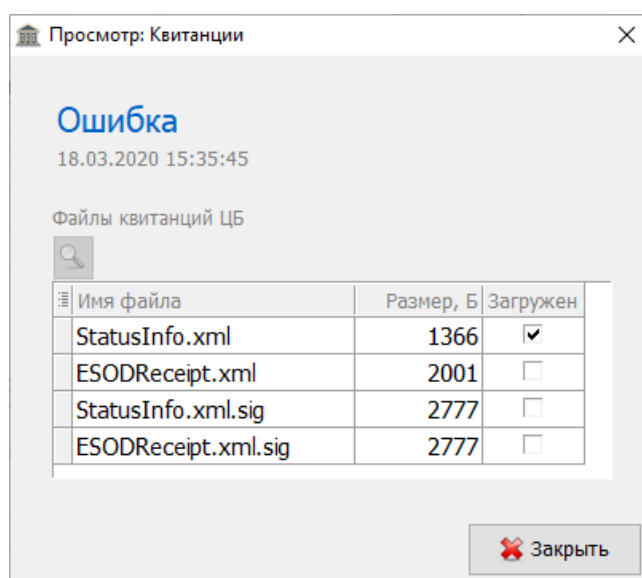 Просмотр: Квитанции
Ошибка
18.03.2020 15:35:45
Файлы квитанций ЦБ
Имя файла Размер, Б Загружен
StatusInfo.xml 1366
ESODReceipt.xml 2001
StatusInfo.xml.sig 2777
ESODReceipt.xml.sig 2777
Закрыть